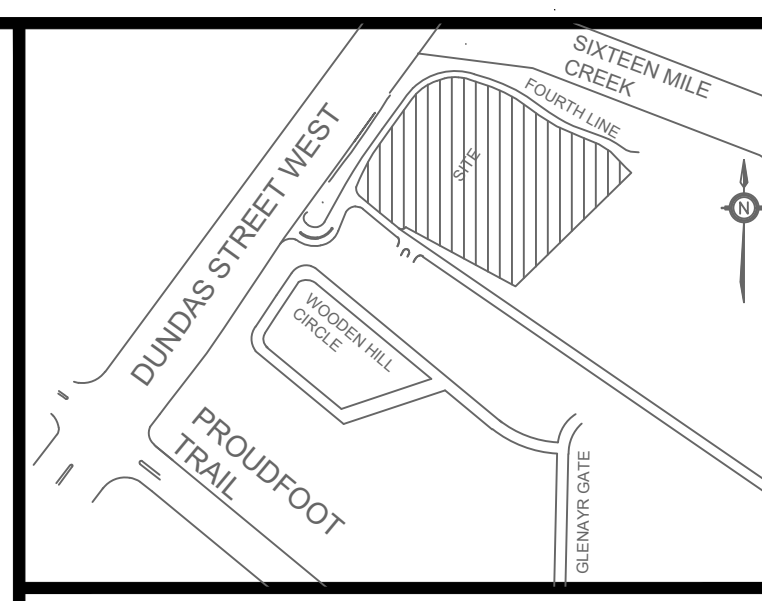 SIXTEEN MILE
CREEK
FOURTH LINE
SITE
DUNDAS STREET WEST
N
WOODEN HILL
CIRCLE
PROUDFOOT
TRAIL
GLENAYR GATE